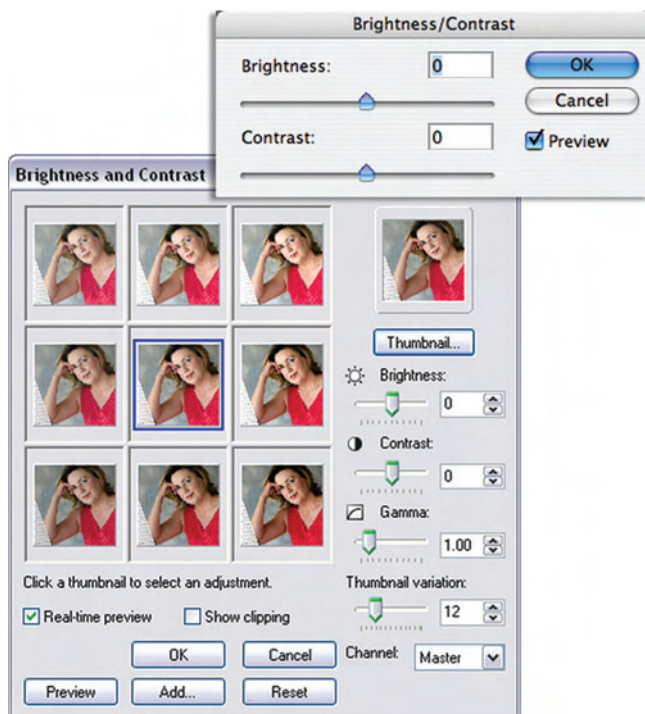 Brightness/Contrast
Brightness: 0 OK
Cancel
Contrast: 0 Preview
Brightness and Contrast
Thumbnail...
Brightness:
0
Contrast:
0
Gamma:
1.00
Click a thumbnail to select an adjustment.
Thumbnail variation:
Real-time preview Show clipping 12
OK Cancel Channel: Master
Preview Add... Reset